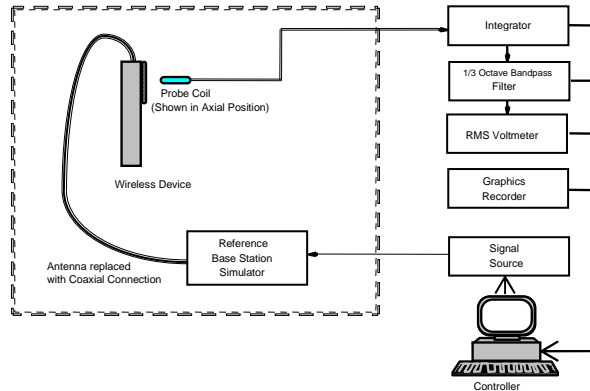 Integrator
1/3 Octave Bandpass
Filter
RMS Voltmeter
Graphics
Recorder
Probe Coil
(Shown in Axial Position)
Wireless Device
Reference
Base Station
Simulator
Antenna replaced
with Coaxial Connection
Signal
Source
Controller